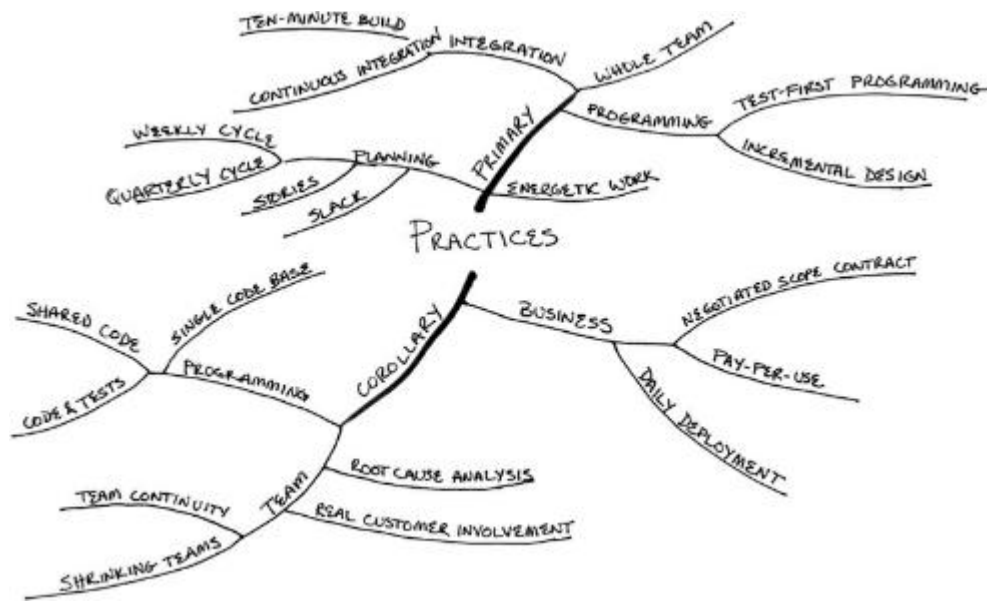 TEN-MINUTE BUILD
CONTINUOUS INTEGRATION
INTEGRATION
WHOLE TEAM
PROGRAMMING
TEST-FIRST PROGRAMMING
INCREMENTAL DESIGN
PRIMARY
WEEKLY CYCLE
QUARTERLY CYCLE
PLANNING
STORIES
SLACK
ENERGETIC WORK
PRACTICES
SHARED CODE
SINGLE CODE BASE
CODE & TESTS
PROGRAMMING
COROLLARY
BUSINESS
NEGOTIATED SCOPE CONTRACT
PAY-PER-USE
DAILY DEPLOYMENT
TEAM
ROOT CAUSE ANALYSIS
REAL CUSTOMER INVOLVEMENT
TEAM CONTINUITY
SHRINKING TEAMS